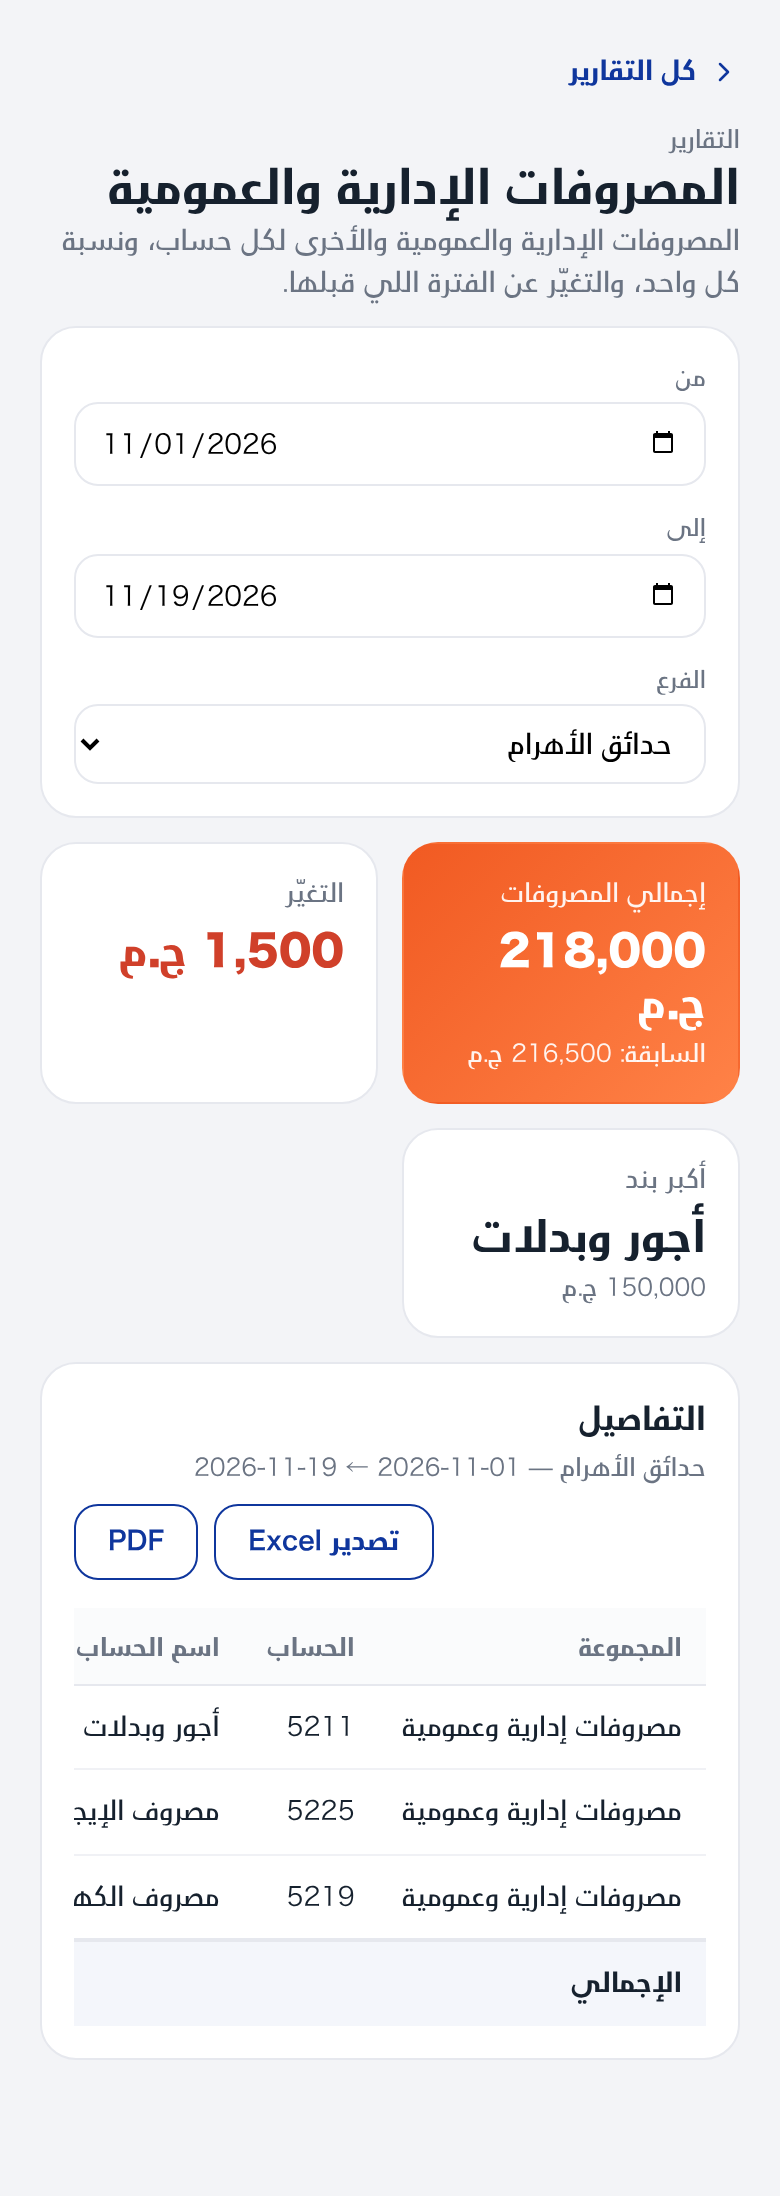 كل التقارير
التقارير
المصروفات الإدارية والعمومية
المصروفات الإدارية والعمومية والأخرى لكل حساب، ونسبة
كل واحد، والتغيّر عن الفترة اللي قبلها.
من
11/01/2026
إلى
11/19/2026
الفرع
حدائق الأهرام
إجمالي المصروفات
218,000
ج.م
السابقة: 216,500 ج.م
التغيّر
1,500 ج.م
أكبر بند
أجور وبدلات
150,000 ج.م
التفاصيل
حدائق الأهرام — 2026-11-01 ← 2026-11-19
تصدير Excel
PDF
المجموعة الحساب اسم الحساب
مصروفات إدارية وعمومية 5211 أجور وبدلات
مصروفات إدارية وعمومية 5225 مصروف
مصروفات إدارية وعمومية 5219 مصروف
الإجمالي